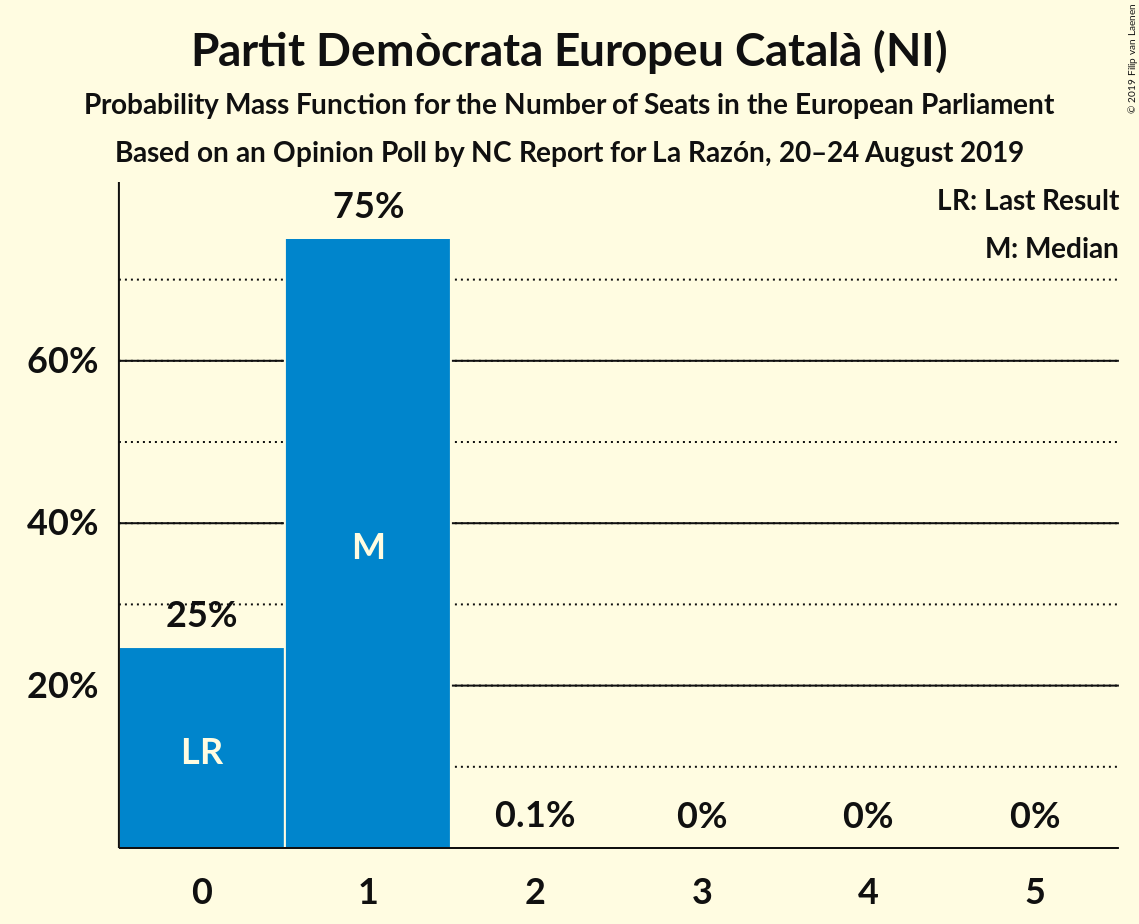 Partit Demòcrata Europeu Català (NI)
Probability Mass Function for the Number of Seats in the European Parliament
Based on an Opinion Poll by NC Report for La Razón, 20–24 August 2019
© 2019 Filip van Laenen
LR: Last Result
M: Median
75%
60%
40%
M
25%
20%
LR
0.1%
0%
0%
0%
0
1
2
3
4
5